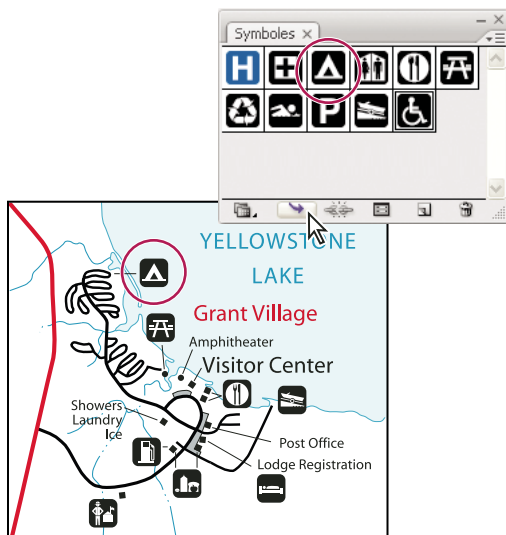 Symboles
H
P
YELLOWSTONE
LAKE
Grant Village
Amphitheater
Visitor Center
Showers
Laundry
Ice
Post Office
Lodge Registration